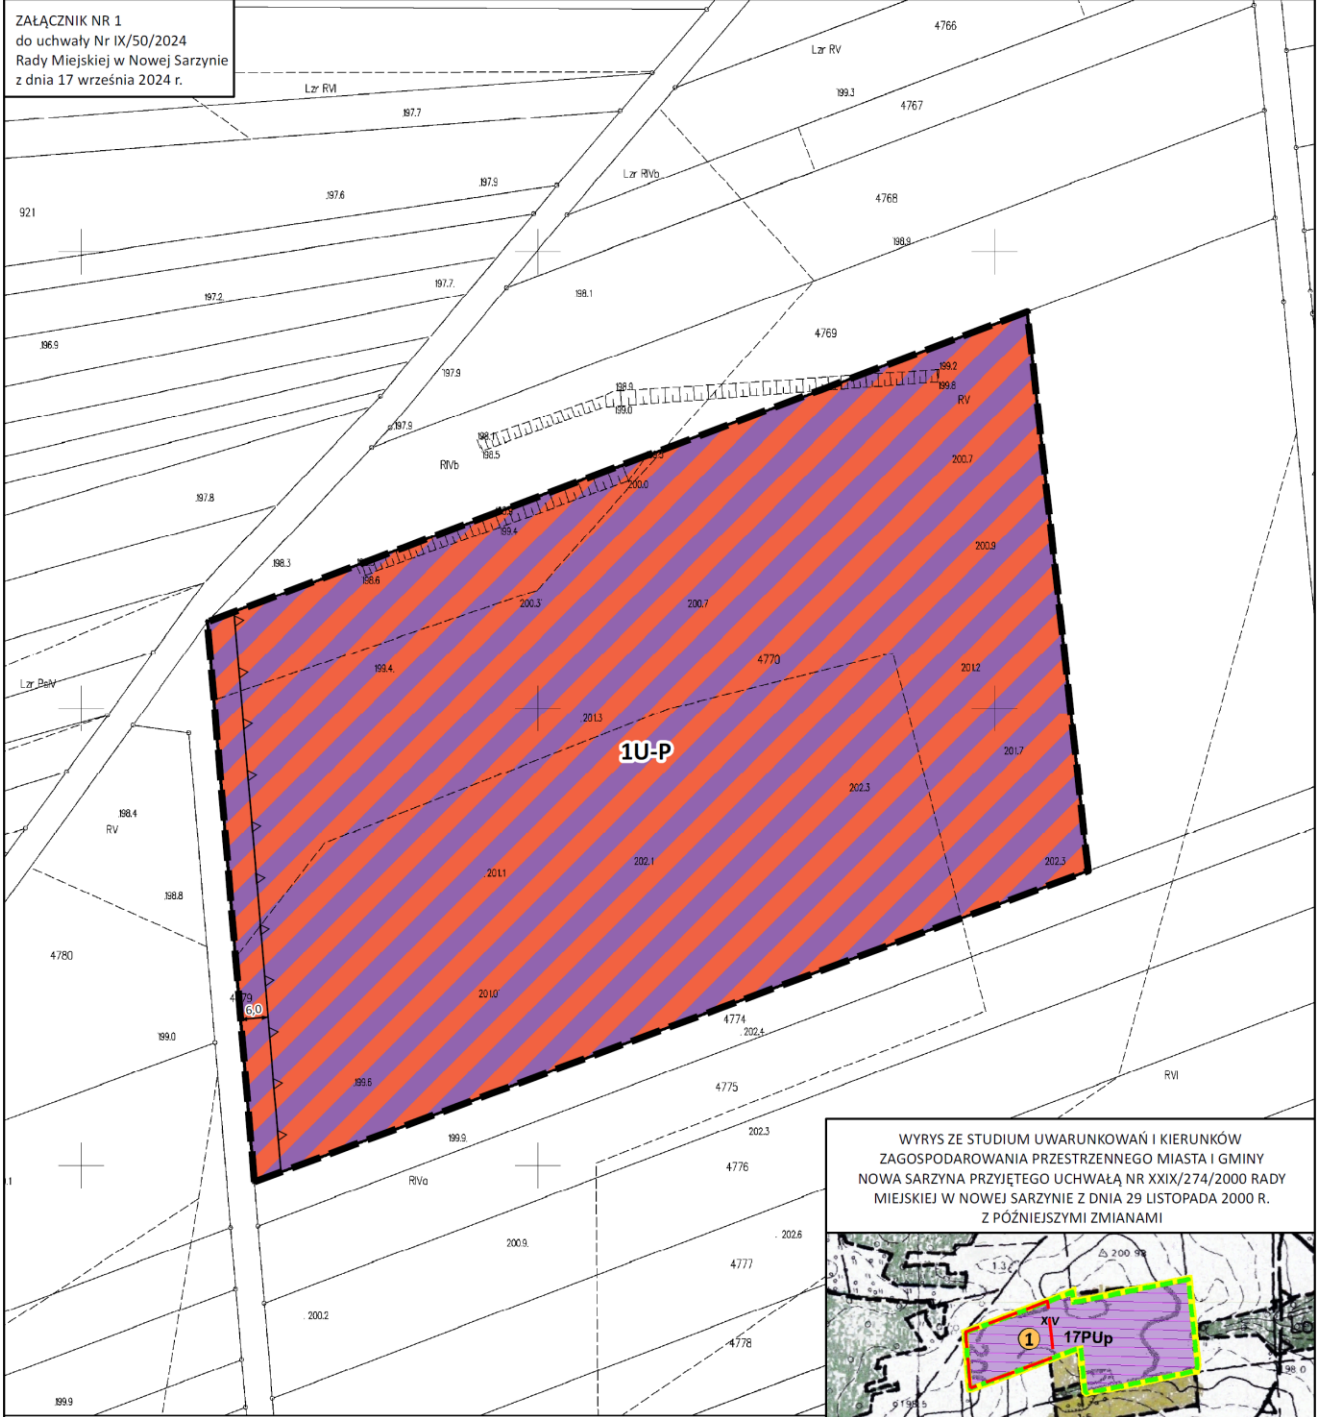 ZAŁĄCZNIK NR 1
do uchwały Nr IX/50/2024
Rady Miejskiej w Nowej Sarzynie
z dnia 17 września 2024 r.
4766
Lzr RV
Lzr RVI
199.3
4767
197.7
Lzr RIVb
197.9
197.6
4768
921
198.9
197.7
198.1
197.2
4769
196.9
197.9
199.2
198.9
199.8
RV
199.0
197.9
198.5
RIVb
200.7
200.0
197.8
199.4
200.9
198.3
198.6
200.3
200.7
4770
199.4
201.2
Lzr PsIV
201.3
1U-P
201.7
202.3
198.4
RV
202.1
202.3
201.1
198.8
4780
201.0
6,0
4774
202.4
199.0
RVI
199.6
4775
202.3
199.9
4776
RIVa
202.6
200.9
4777
200.2
4778
199.9
WYRYS ZE STUDIUM UWARUNKOWAŃ I KIERUNKÓW
ZAGOSPODAROWANIA PRZESTRZENNEGO MIASTA I GMINY
NOWA SARZYNA PRZYJĘTEGO UCHWAŁĄ NR XXIX/274/2000 RADY
MIEJSKIEJ W NOWEJ SARZYNIE Z DNIA 29 LISTOPADA 2000 R.
Z PÓŹNIEJSZYMI ZMIANAMI
XIV
1
17PUp